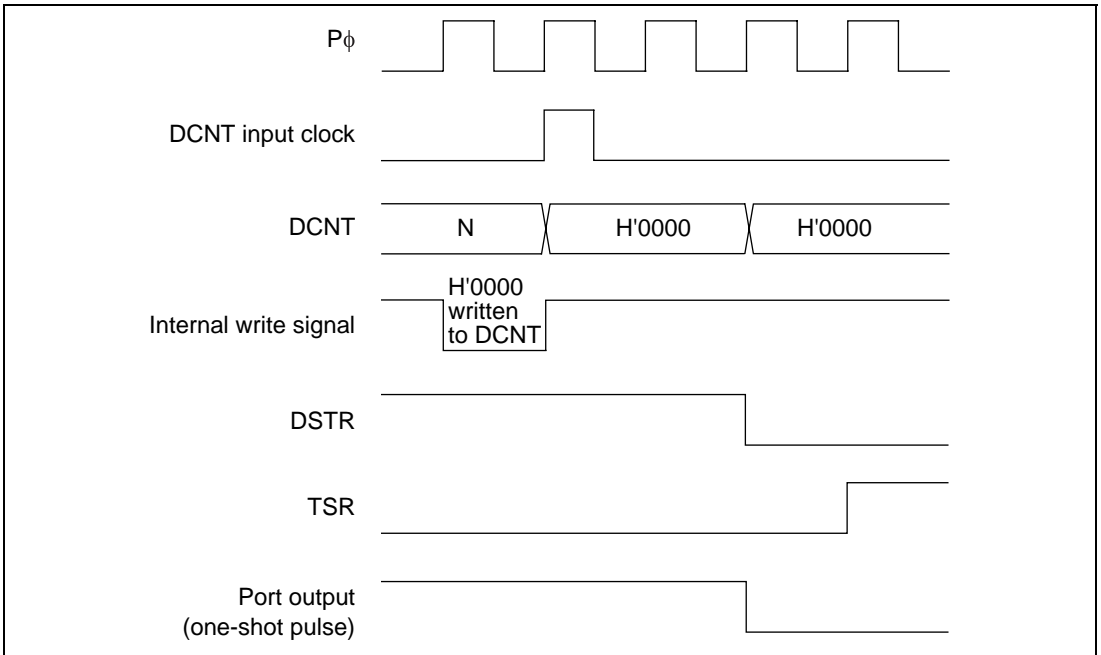 Pϕ
DCNT input clock
DCNT
N
H'0000
H'0000
Internal write signal
H'0000
written
to DCNT
DSTR
TSR
Port output
(one-shot pulse)